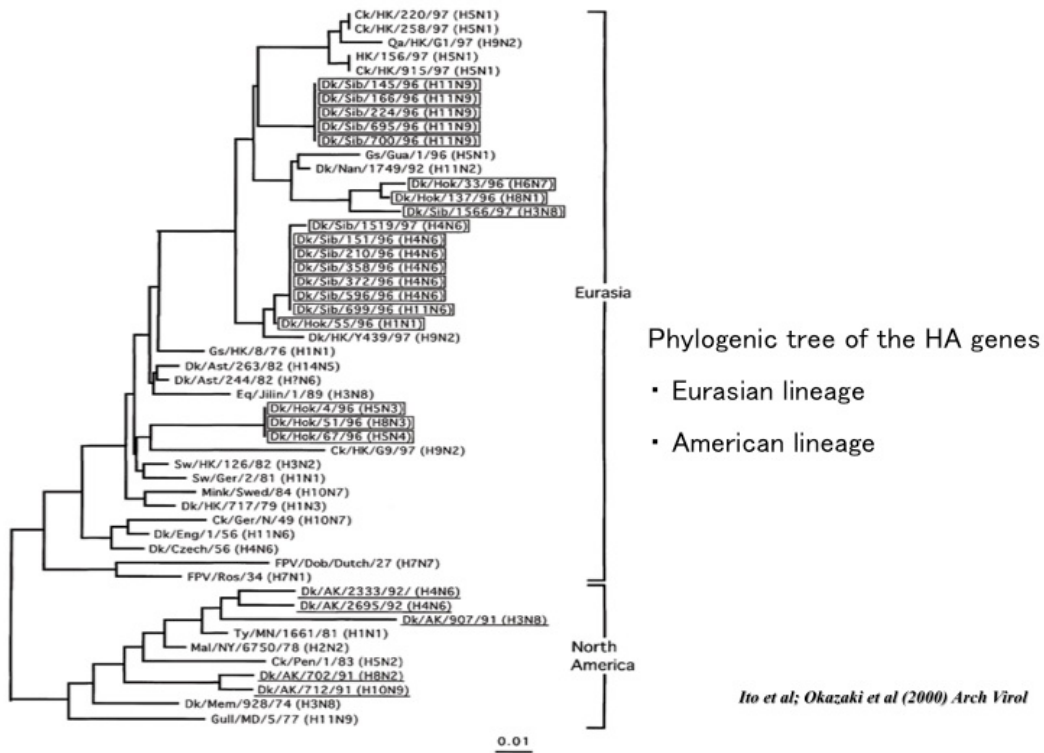 Ck/HK/220/97 (H5N1)
Ck/HK/258/97 (H5N1)
Qa/HK/G1/97 (H9N2)
HK/156/97 (H5N1)
Ck/HK/915/97 (H5N1)
Dk/Sib/145/96 (H11N9)
Dk/Sib/166/96 (H11N9)
Dk/Sib/224/96 (H11N9)
Dk/Sib/695/96 (H11N9)
Dk/Sib/700/96 (H11N9)
Gs/Gua/1/96 (H5N1)
Dk/Nan/1749/92 (H11N2)
Dk/Hok/33/96 (H6N7)
Dk/Hok/137/96 (H8N1)
Dk/Sib/1566/97 (H3N8)
Dk/Sib/1519/97 (H4N6)
Dk/Sib/151/96 (H4N6)
Dk/Sib/210/96 (H4N6)
Dk/Sib/358/96 (H4N6)
Dk/Sib/372/96 (H4N6)
Dk/Sib/596/96 (H4N6)
Dk/Sib/699/96 (H11N6)
Dk/Hok/55/96 (H1N1)
Dk/HK/Y439/97 (H9N2)
Gs/HK/8/76 (H1N1)
Dk/Ast/263/82 (H14N5)
Dk/Ast/244/82 (H?N6)
Eq/Jilin/1/89 (H3N8)
Dk/Hok/4/96 (H5N3)
Dk/Hok/51/96 (H8N3)
Dk/Hok/67/96 (H5N4)
Ck/HK/G9/97 (H9N2)
Sw/HK/126/82 (H3N2)
Sw/Ger/2/81 (H1N1)
Mink/Swed/84 (H10N7)
Dk/HK/717/79 (H1N3)
Ck/Ger/N/49 (H10N7)
Dk/Eng/1/56 (H11N6)
Dk/Czech/56 (H4N6)
FPV/Dob/Dutch/27 (H7N7)
FPV/Ros/34 (H7N1)
Dk/AK/2333/92/ (H4N6)
Dk/AK/2695/92 (H4N6)
Dk/AK/907/91 (H3N8)
Ty/MN/1661/81 (H1N1)
Mal/NY/6750/78 (H2N2)
Ck/Pen/1/83 (H5N2)
Dk/AK/702/91 (H8N2)
Dk/AK/712/91 (H10N9)
Dk/Mem/928/74 (H3N8)
Gull/MD/5/77 (H11N9)
0.01
Eurasia
North
America
Phylogenic tree of the HA genes
・ Eurasian lineage
・ American lineage
Ito et al; Okazaki et al (2000) Arch Virol